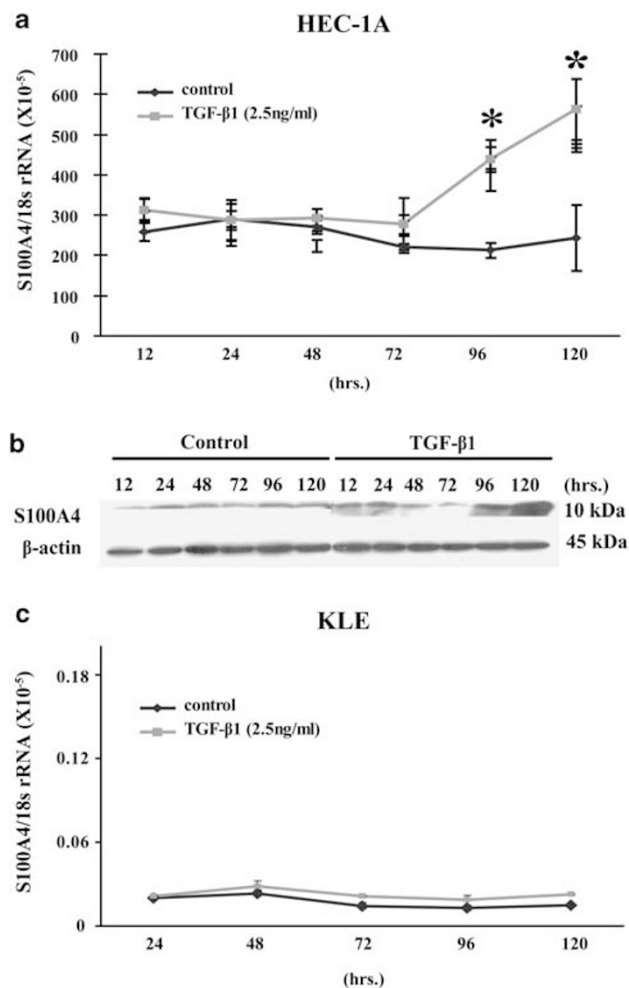 a
HEC-1A
S100A4/18s rRNA (X10⁻⁵)
700
600
500
400
300
200
100
0
control
TGF-β1 (2.5ng/ml)
*
*
12 24 48 72 96 120
(hrs.)
b
Control TGF-β1
12 24 48 72 96 120 12 24 48 72 96 120 (hrs.)
S100A4 10 kDa
β-actin 45 kDa
c
KLE
S100A4/18s rRNA (X10⁻⁵)
0.18
0.12
0.06
0
control
TGF-β1 (2.5ng/ml)
24 48 72 96 120
(hrs.)